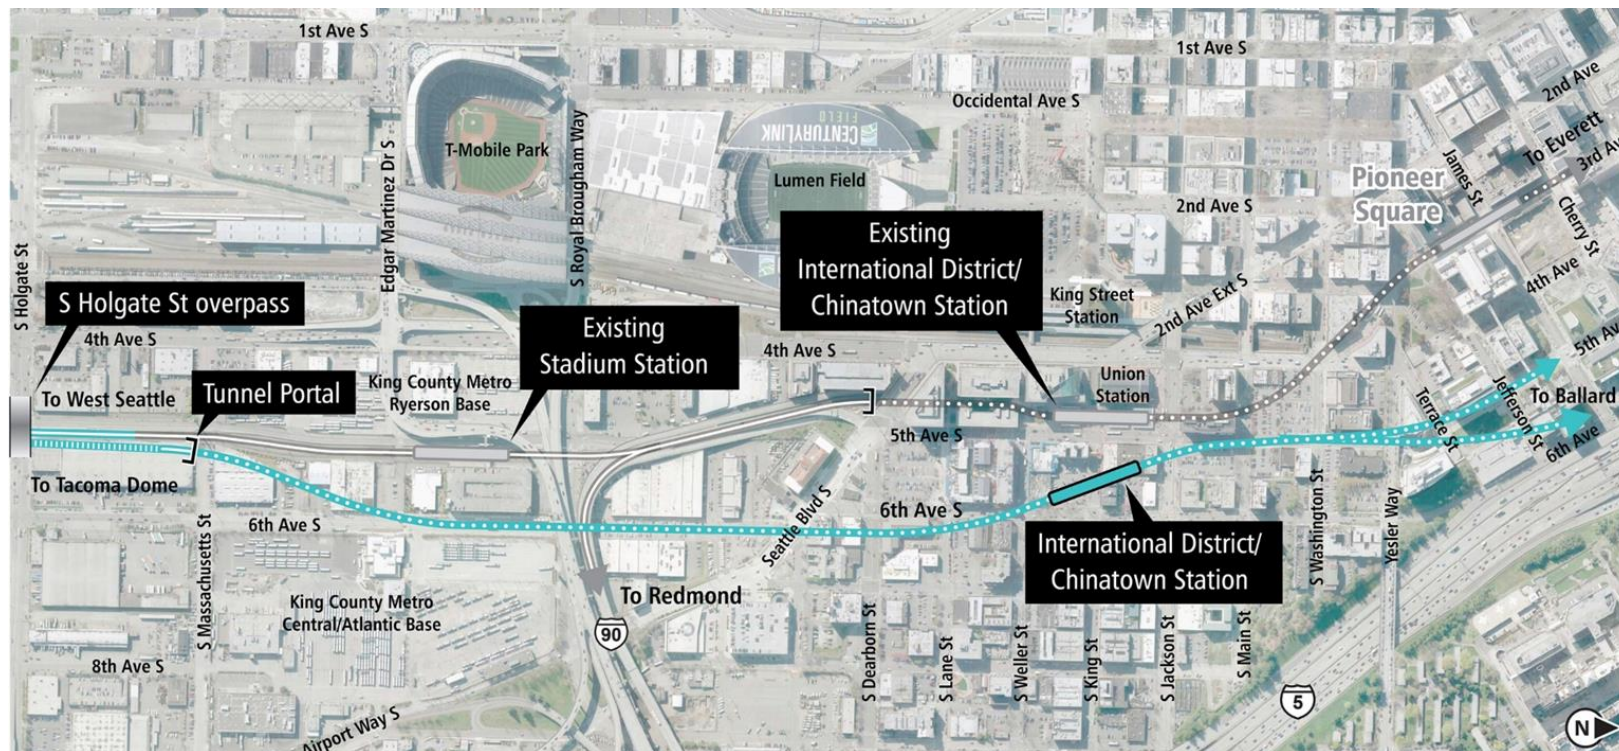 1st Ave S
1st Ave S
2nd Ave
Occidental Ave S
CENTURYLINK
FIELD
To Everett
3rd Av
T-Mobile Park
Edgar Martinez Dr S
S Royal Brougham Way
Lumen Field
Pioneer
Square
James St
Cherry St
2nd Ave S
4th Ave
S Holgate St
S Holgate St overpass
Existing
International District/
Chinatown Station
King Street
Station
2nd Ave Ext S
4th Ave S
Existing
Stadium Station
4th Ave S
5th Av
Tunnel Portal
To West Seattle
King County Metro
Ryerson Base
Union
Station
Terrace St
Jefferson St
To Ballard
6th Ave
5th Ave S
To Tacoma Dome
6th Ave S
6th Ave S
Seattle Blvd S
S Massachusetts St
International District/
Chinatown Station
S Washington St
Yesler Way
To Redmond
90
King County Metro
Central/Atlantic Base
8th Ave S
S Dearborn St
S Lane St
S Weller St
S King St
S Jackson St
S Main St
5
Airport Way S
N